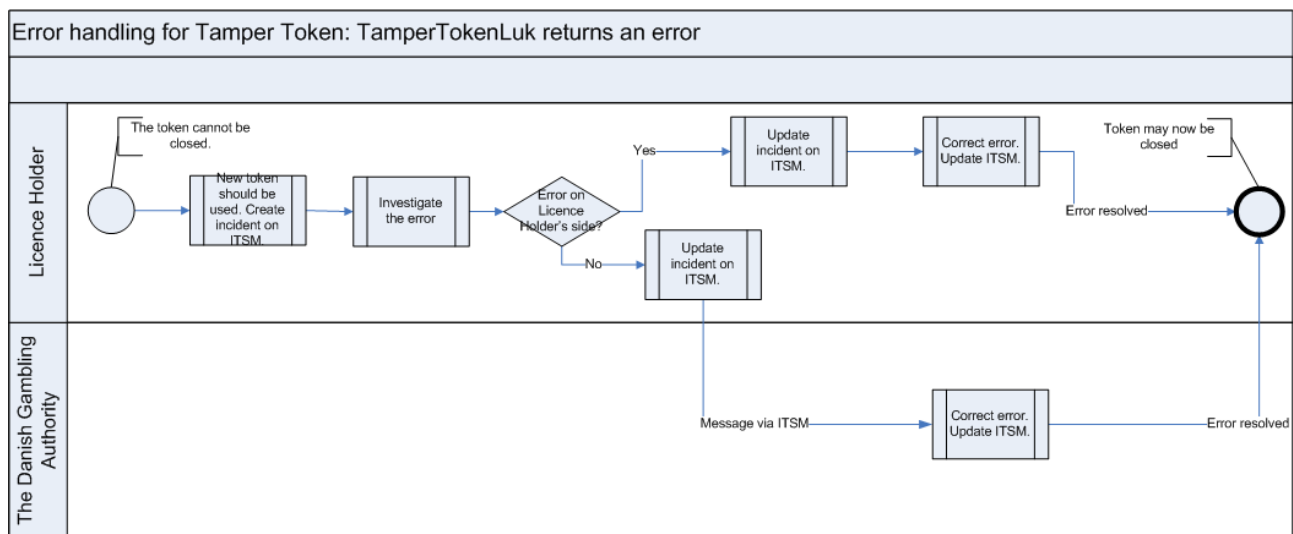 Error handling for Tamper Token: TamperTokenLuk returns an error
Licence Holder
The token cannot be
closed.
New token
should be
used. Create
incident on
ITSM.
Investigate
the error
Error on
Licence
Holder's side?
Yes
Update
incident on
ITSM.
Correct error.
Update ITSM.
Error resolved
Token may now be
closed
No
Update
incident on
ITSM.
The Danish Gambling
Authority
Message via ITSM
Correct error.
Update ITSM.
Error resolved